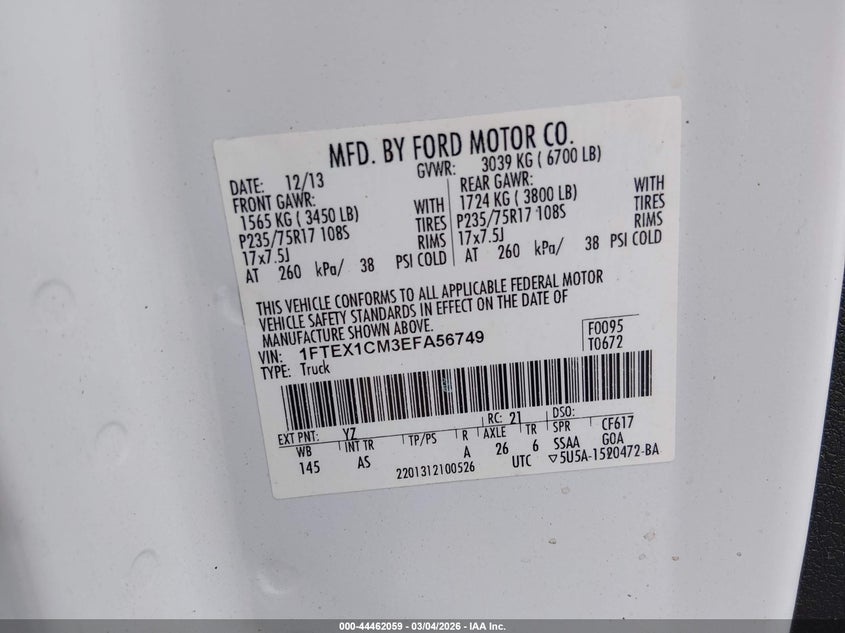 MFD. BY FORD MOTOR CO.
DATE: 12/13
GVWR: 3039 KG ( 6700 LB)
FRONT GAWR:
1565 KG ( 3450 LB) WITH
P235/75R17 108S TIRES
17x7.5J RIMS
AT 260 kPa/ 38 PSI COLD
REAR GAWR: WITH
1724 KG ( 3800 LB) TIRES
P235/75R17 108S RIMS
17x7.5J
AT 260 kPa/ 38 PSI COLD
THIS VEHICLE CONFORMS TO ALL APPLICABLE FEDERAL MOTOR
VEHICLE SAFETY STANDARDS IN EFFECT ON THE DATE OF
MANUFACTURE SHOWN ABOVE.
VIN: 1FTEX1CM3EFA56749
TYPE: Truck
F0095
T0672
EXT PNT: YZ RC: 21 DSO:
WB INT TR TP/PS R AXLE TR SPR CF617
145 AS A 26 6 SSAA GOA
2201312100526 UTC ▽5U5A-1520472-BA
000-44462059 - 03/04/2026 - IAA Inc.